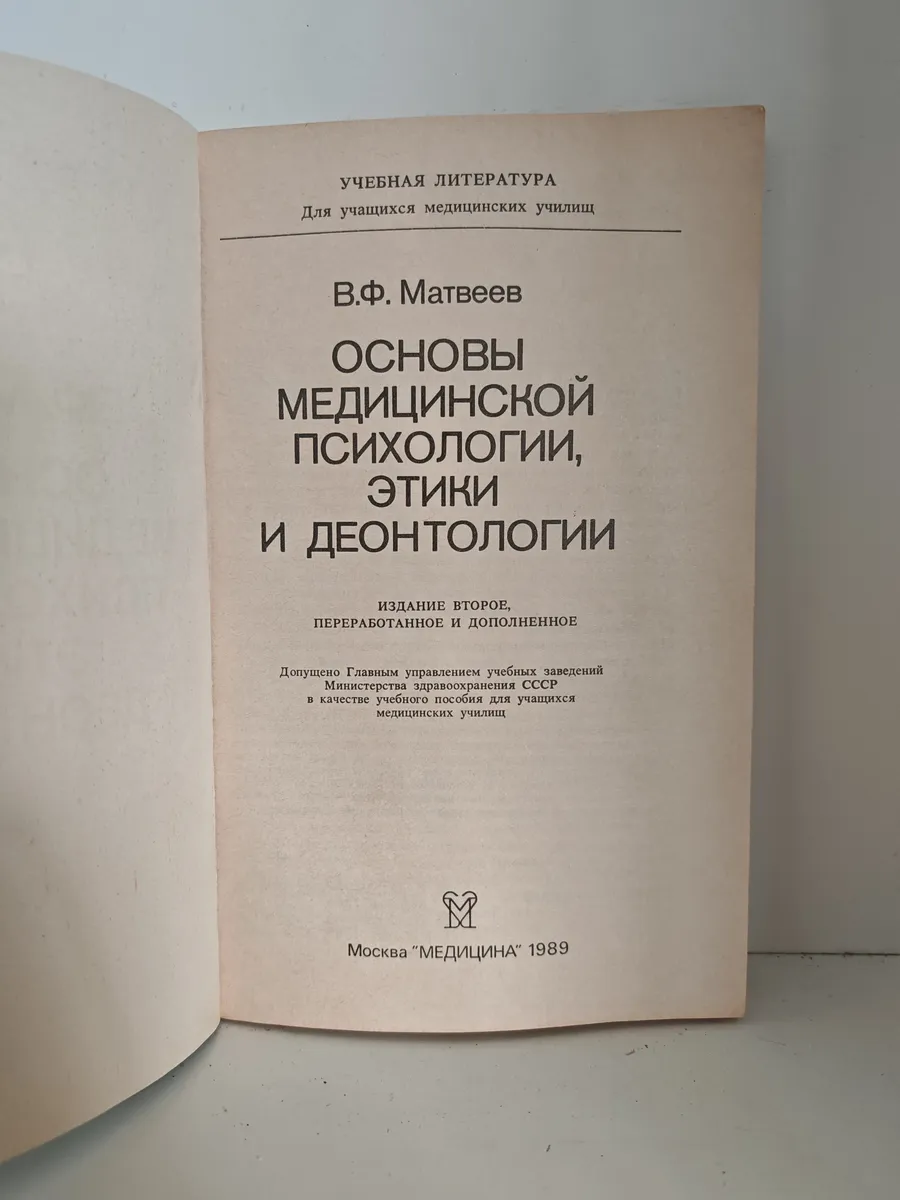 УЧЕБНАЯ ЛИТЕРАТУРА
Для учащихся медицинских училищ
В.Ф. Матвеев
ОСНОВЫ
МЕДИЦИНСКОЙ
ПСИХОЛОГИИ,
ЭТИКИ
И ДЕОНТОЛОГИИ
ИЗДАНИЕ ВТОРОЕ,
ПЕРЕРАБОТАННОЕ И ДОПОЛНЕННОЕ
Допущено Главным управлением учебных заведений
Министерства здравоохранения СССР
в качестве учебного пособия для учащихся
медицинских училищ
Москва "МЕДИЦИНА" 1989